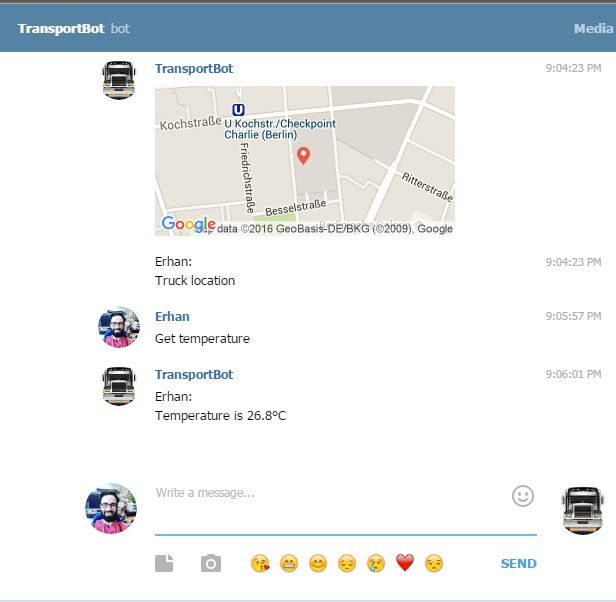 TransportBot bot
Media
TransportBot
9:04:23 PM
Kochstraße
U
U Kochstr./Checkpoint
Charlie (Berlin)
Friedrichstraße
Ritterstraße
Besselstraße
Google
data ©2016 GeoBasis-DE/BKG (©2009), Google
Erhan:
9:04:23 PM
Truck location
Erhan
9:05:57 PM
Get temperature
TransportBot
9:06:01 PM
Erhan:
Temperature is 26.8ºC
Write a message...
SEND